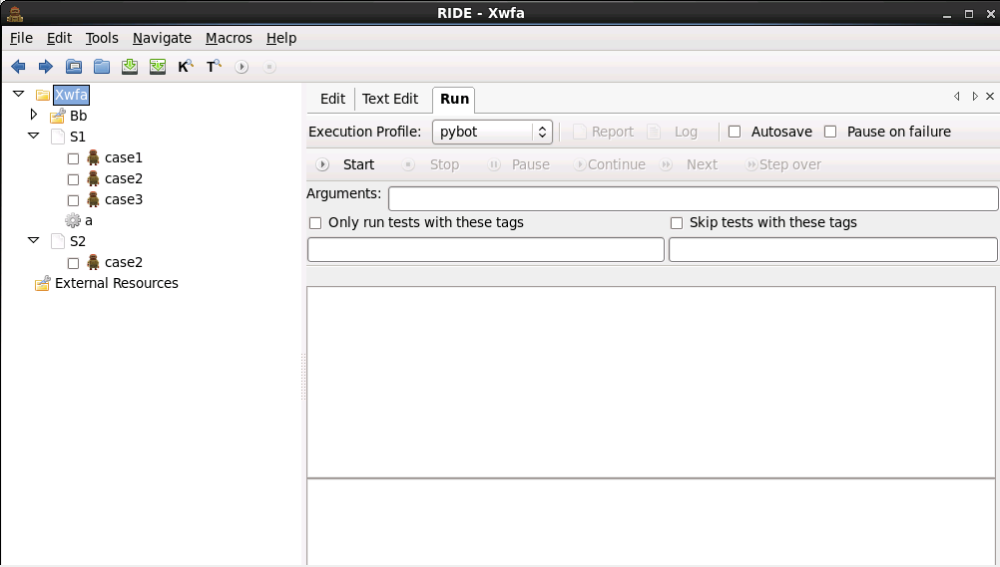 RIDE - Xwfa
File Edit Tools Navigate Macros Help
K T
Xwfa
Bb
S1
case1
case2
case3
a
S2
case2
External Resources
Edit Text Edit Run
Execution Profile: pybot Report Log Autosave Pause on failure
Start Stop Pause Continue Next Step over
Arguments:
Only run tests with these tags Skip tests with these tags